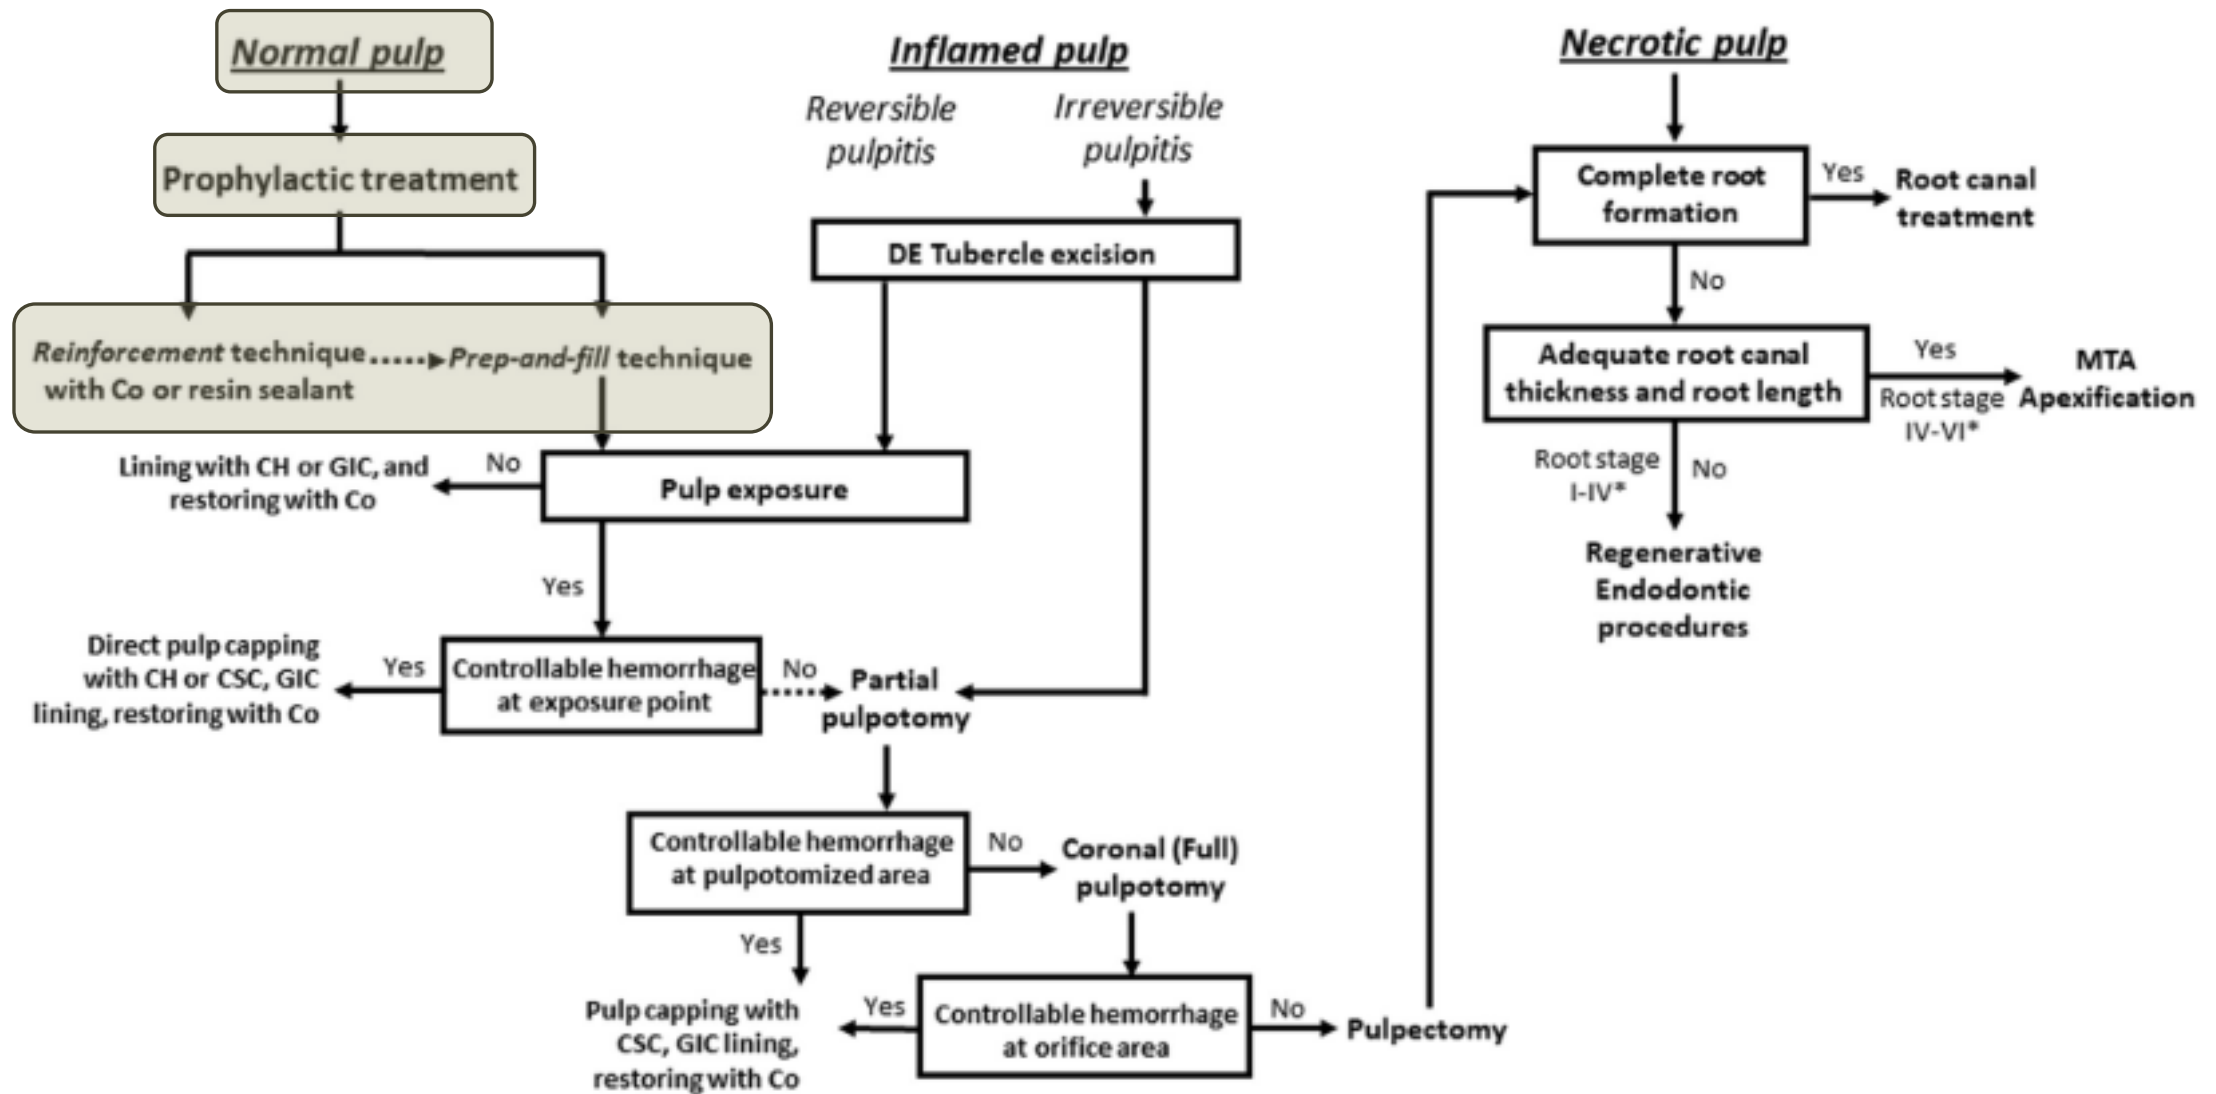 Normal pulp
Prophylactic treatment
Reinforcement technique
with Co or resin sealant
Prep-and-fill technique
Inflamed pulp
Reversible
pulpitis
Irreversible
pulpitis
DE Tubercle excision
Lining with CH or GIC, and
restoring with Co
No
Pulp exposure
Yes
Direct pulp capping
with CH or CSC, GIC
lining, restoring with Co
Yes
Controllable hemorrhage
at exposure point
No
Partial
pulpotomy
Controllable hemorrhage
at pulpotomized area
No
Coronal (Full)
pulpotomy
Yes
Pulp capping with
CSC, GIC lining,
restoring with Co
Yes
Controllable hemorrhage
at orifice area
No
Pulpectomy
Necrotic pulp
Complete root
formation
Yes
Root canal
treatment
No
Adequate root canal
thickness and root length
Yes
Root stage
IV-VI*
MTA
Apexification
Root stage
I-IV*
No
Regenerative
Endodontic
procedures